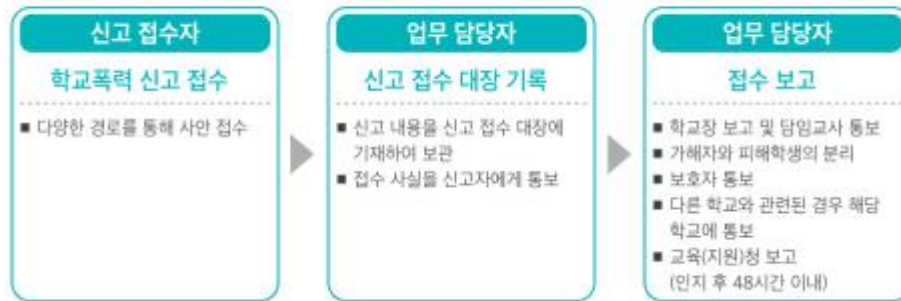 신고 접수자
학교폭력 신고 접수
■ 다양한 경로를 통해 사안 접수
업무 담당자
신고 접수 대장 기록
■ 신고 내용을 신고 접수 대장에
기재하여 보관
■ 접수 사실을 신고자에게 통보
업무 담당자
접수 보고
■ 학교장 보고 및 담임교사 통보
■ 가해자와 피해학생의 분리
■ 보호자 통보
■ 다른 학교와 관련된 경우 해당
학교에 통보
■ 교육(지원)청 보고
(인지 후 48시간 이내)